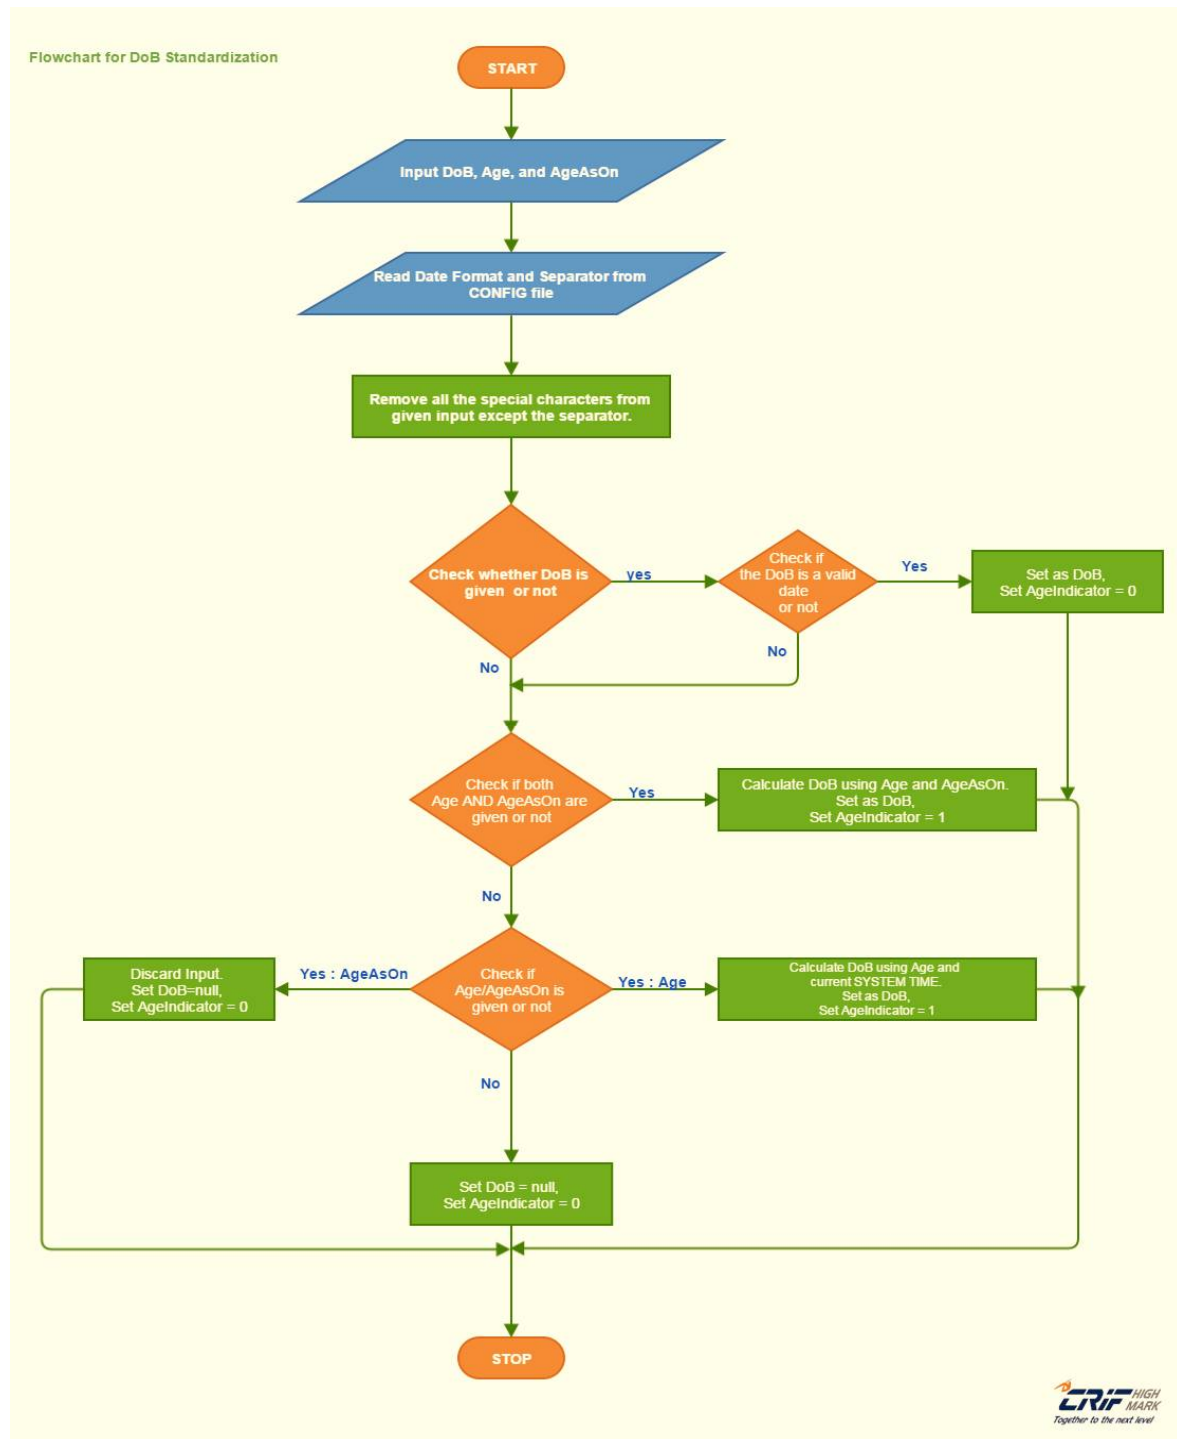 Flowchart for DoB Standardization
START
Input DoB, Age, and AgeAsOn
Read Date Format and Separator from
CONFIG file
Remove all the special characters from
given input except the separator.
Check whether DoB is
given or not
yes
Check if
the DoB is a valid
date
or not
Yes
Set as DoB,
Set AgeIndicator = 0
No
No
Check if both
Age AND AgeAsOn are
given or not
Yes
Calculate DoB using Age and AgeAsOn.
Set as DoB,
Set AgeIndicator = 1
No
Discard Input.
Set DoB=null,
Set AgeIndicator = 0
Yes : AgeAsOn
Check if
Age/AgeAsOn is
given or not
Yes : Age
Calculate DoB using Age and
current SYSTEM TIME.
Set as DoB,
Set AgeIndicator = 1
No
Set DoB = null,
Set AgeIndicator = 0
STOP
CRIF HIGH
MARK
Together to the next level